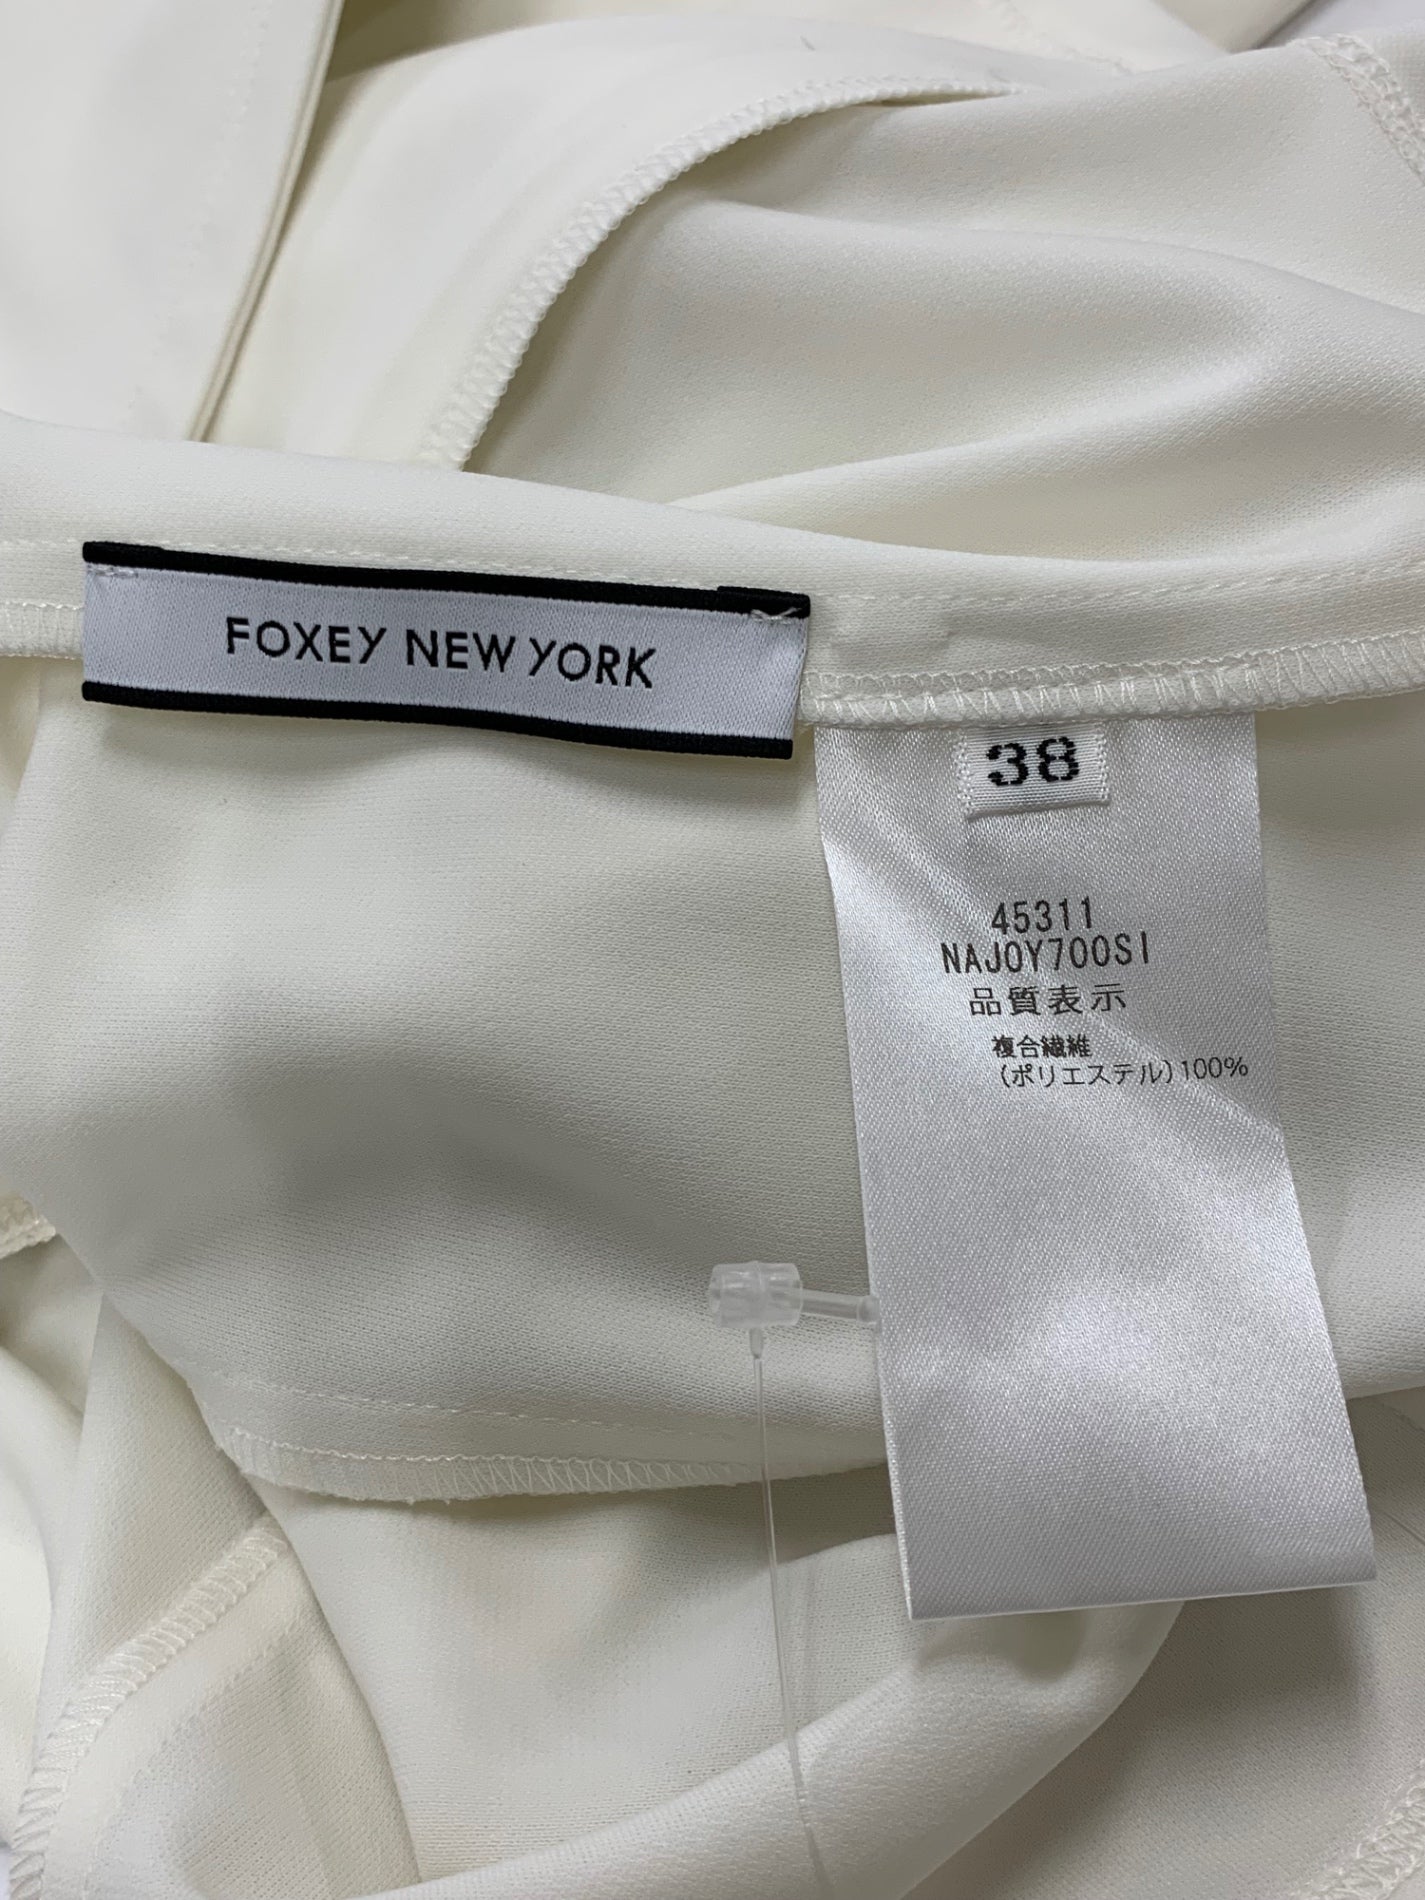 FOXEY NEW YORK
38
45311
NAJOY700SI
品質表示
複合繊維
(ポリエステル)100%